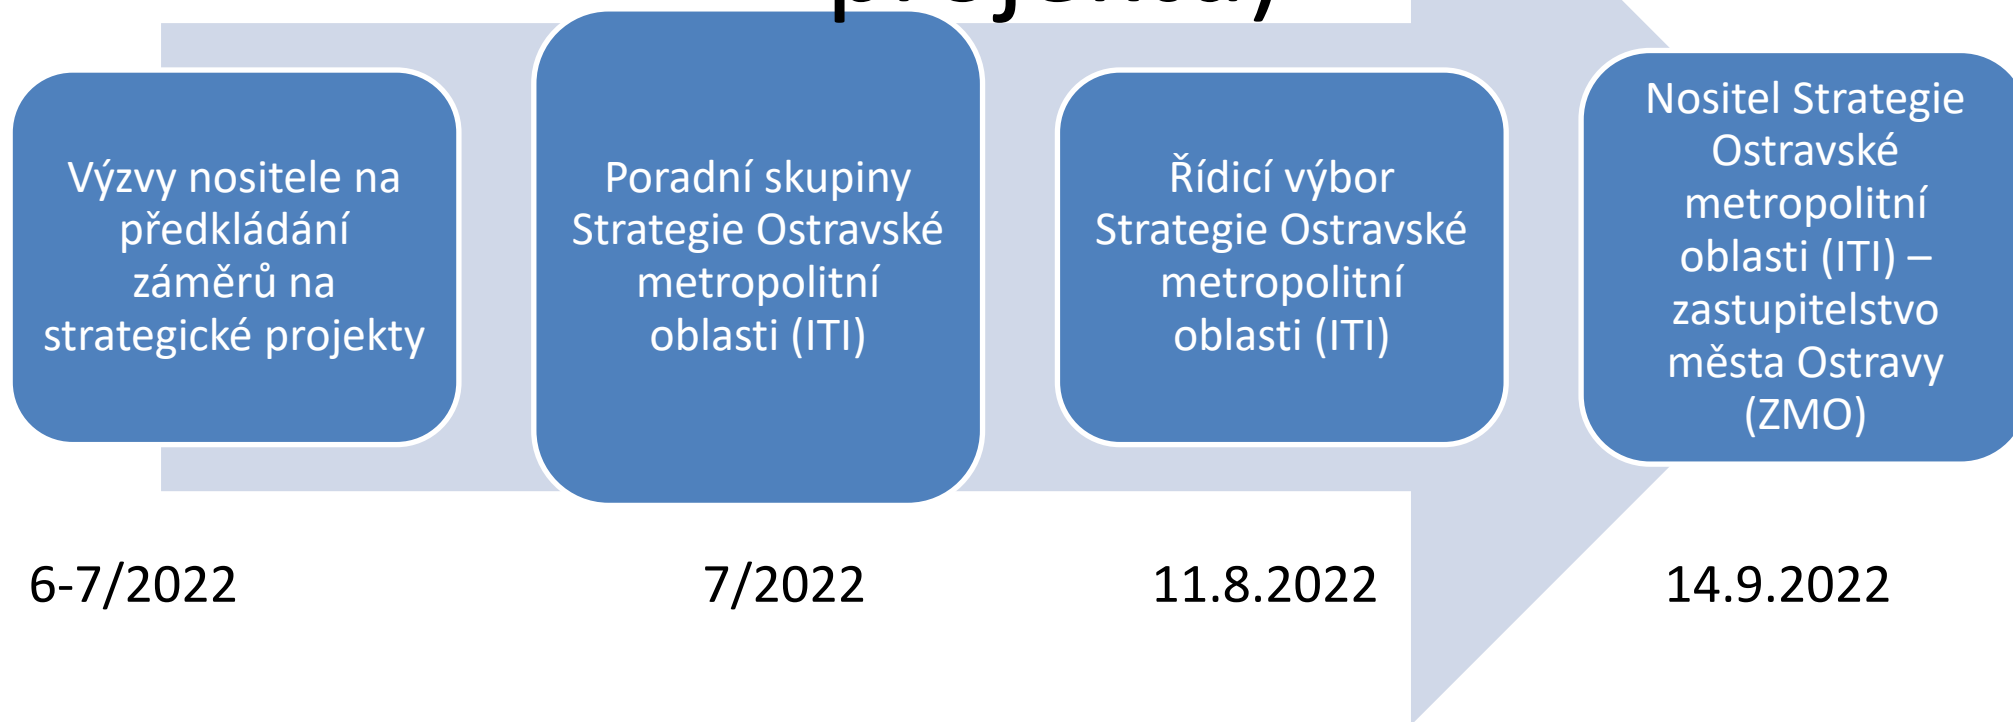 Výzvy nositele na
předkládání
záměrů na
strategické projekty
Poradní skupiny
Strategie Ostravské
metropolitní
oblasti (ITI)
Řídicí výbor
Strategie Ostravské
metropolitní
oblasti (ITI)
Nositel Strategie
Ostravské
metropolitní
oblasti (ITI) –
zastupitelstvo
města Ostravy
(ZMO)
6-7/2022
7/2022
11.8.2022
14.9.2022